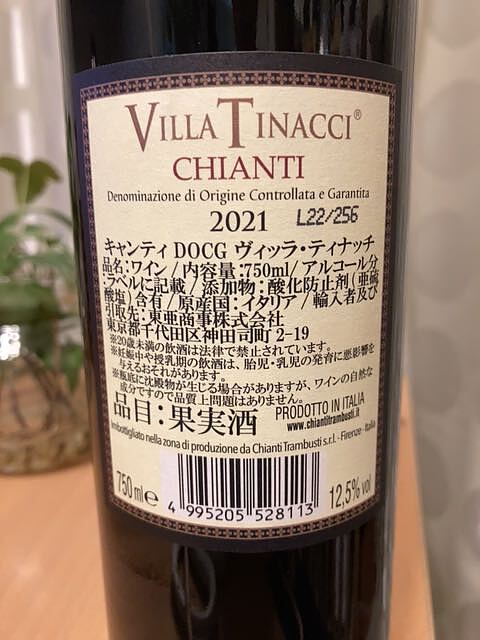 VILLA TINACCI®
CHIANTI
Denominazione di Origine Controllata e Garantita
2021 L22/256
キャンティ DOCG ヴィッラ・ティナッチ
品名:ワイン / 内容量:750ml / アルコール分
:ラベルに記載 / 添加物:酸化防止剤(亜硫
酸塩)含有 / 原産国:イタリア / 輸入者及び
引取先:東亜商事株式会社
東京都千代田区神田司町 2-19
※20歳未満の飲酒は法律で禁止されています。
※妊娠中や授乳期の飲酒は、胎児・乳児の発育に悪影響を
与えるおそれがあります。
※瓶底に沈殿物が生じる場合がありますが、ワインの自然な
成分ですので品質上問題はありません。
品目:果実酒
PRODOTTO IN ITALIA
www.chiantitrambusti.it
Imbottigliato nella zona di produzione da Chianti Trambusti s.r.l. - Firenze - Italia
750 ml e
4 995205 528113
12,5% vol